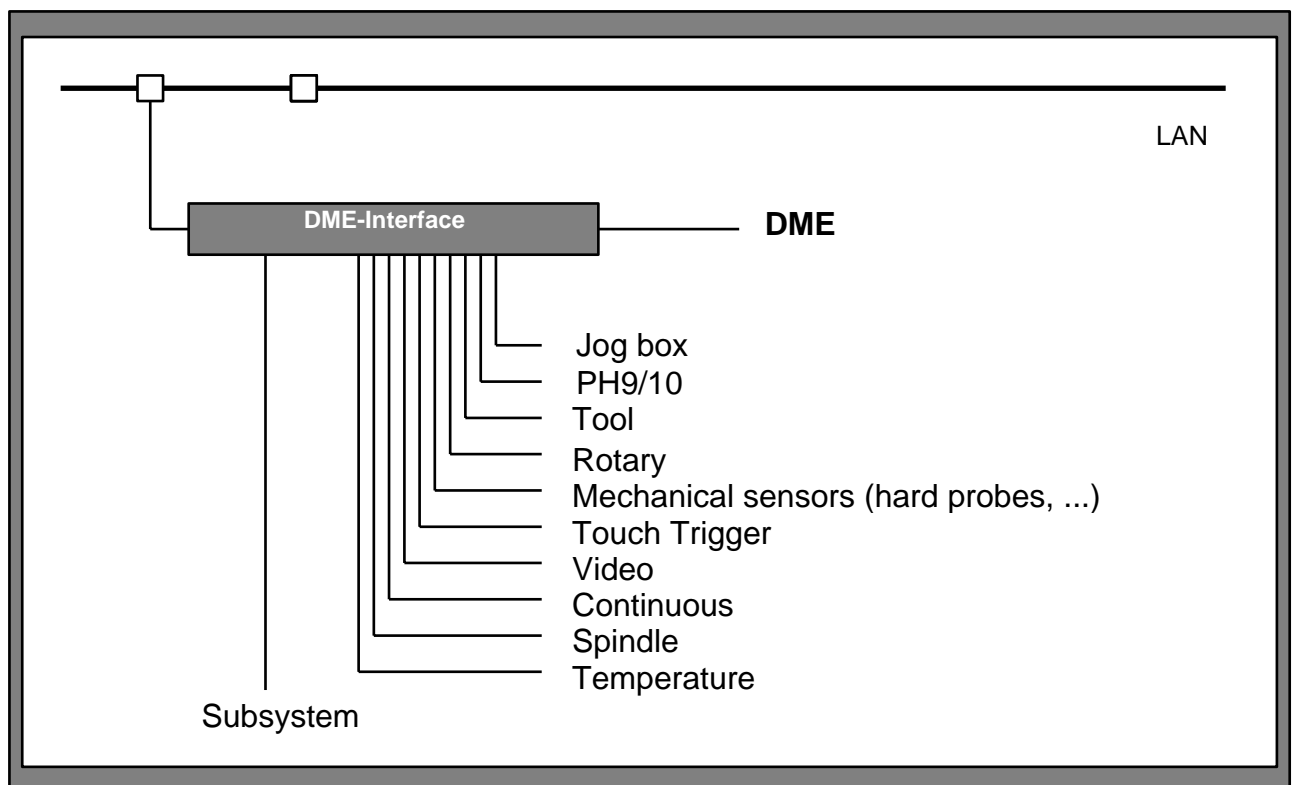 LAN
DME-Interface
DME
Jog box
PH9/10
Tool
Rotary
Mechanical sensors (hard probes, ...)
Touch Trigger
Video
Continuous
Spindle
Temperature
Subsystem